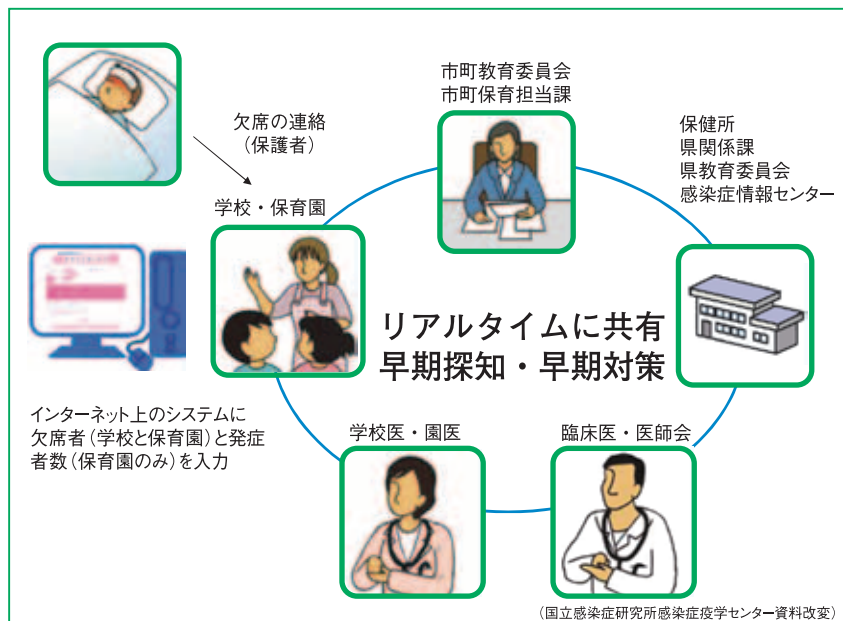 市町教育委員会
市町保育担当課
保健所
県関係課
県教育委員会
感染症情報センター
欠席の連絡
（保護者）
学校・保育園
リアルタイムに共有
早期探知・早期対策
インターネット上のシステムに
欠席者（学校と保育園）と発症
者数（保育園のみ）を入力
学校医・園医
臨床医・医師会
（国立感染症研究所感染症疫学センター資料改変）